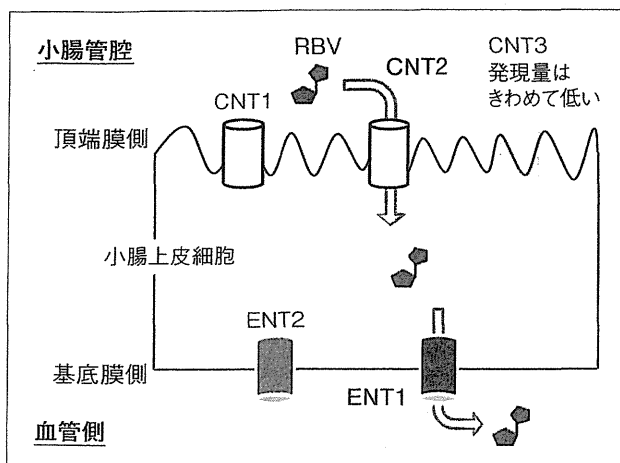 小腸管腔
RBV
CNT2
CNT3
発現量は
きわめて低い
CNT1
頂端膜側
小腸上皮細胞
ENT2
基底膜側
ENT1
血管側